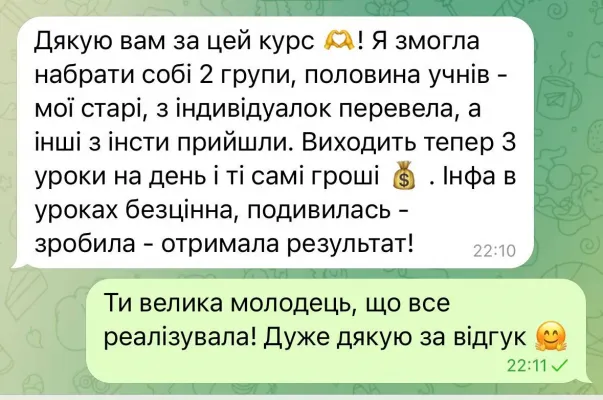 Дякую вам за цей курс 🫶! Я змогла
набрати собі 2 групи, половина учнів -
мої старі, з індивідуалок перевела, а
інші з інсти прийшли. Виходить тепер 3
уроки на день і ті самі гроші 💰 . Інфа в
уроках безцінна, подивилась -
зробила - отримала результат!
22:10
Ти велика молодець, що все
реалізувала! Дуже дякую за відгук 🤗
22:11